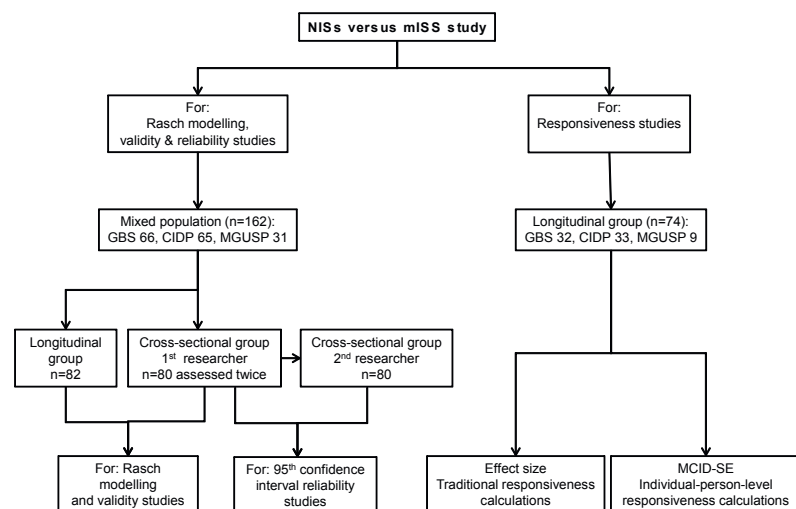 NISs versus mISS study
For:
Rasch modelling,
validity & reliability studies
For:
Responsiveness studies
Mixed population (n=162):
GBS 66, CIDP 65, MGUSP 31
Longitudinal group (n=74):
GBS 32, CIDP 33, MGUSP 9
Longitudinal
group
n=82
Cross-sectional group
1st researcher
n=80 assessed twice
Cross-sectional group
2nd researcher
n=80
For: Rasch
modelling
and validity studies
For: 95th confidence
interval reliability
studies
Effect size
Traditional responsiveness
calculations
MCID-SE
Individual-person-level
responsiveness calculations